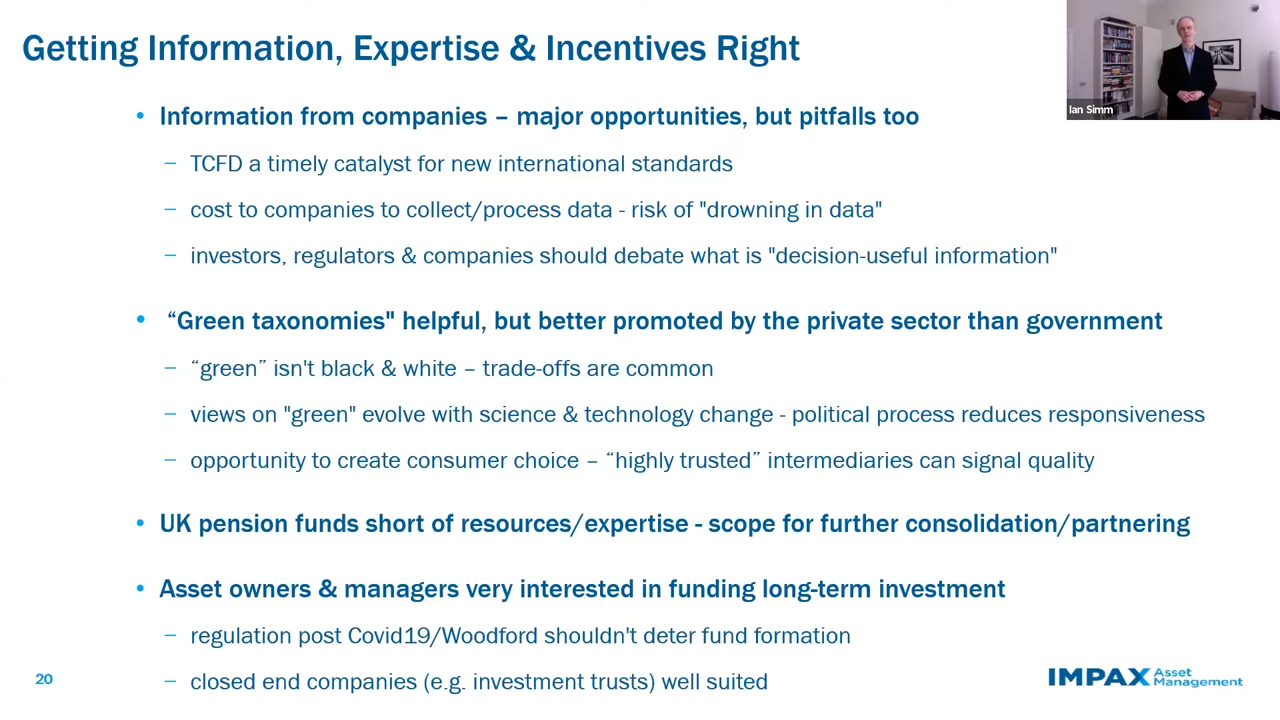 Getting Information, Expertise & Incentives Right
Ian Simm
• Information from companies – major opportunities, but pitfalls too
– TCFD a timely catalyst for new international standards
– cost to companies to collect/process data - risk of "drowning in data"
– investors, regulators & companies should debate what is "decision-useful information"
• “Green taxonomies" helpful, but better promoted by the private sector than government
– “green” isn't black & white – trade-offs are common
– views on "green" evolve with science & technology change - political process reduces responsiveness
– opportunity to create consumer choice – “highly trusted” intermediaries can signal quality
• UK pension funds short of resources/expertise - scope for further consolidation/partnering
• Asset owners & managers very interested in funding long-term investment
– regulation post Covid19/Woodford shouldn't deter fund formation
– closed end companies (e.g. investment trusts) well suited
20
IMPAX Asset
Management